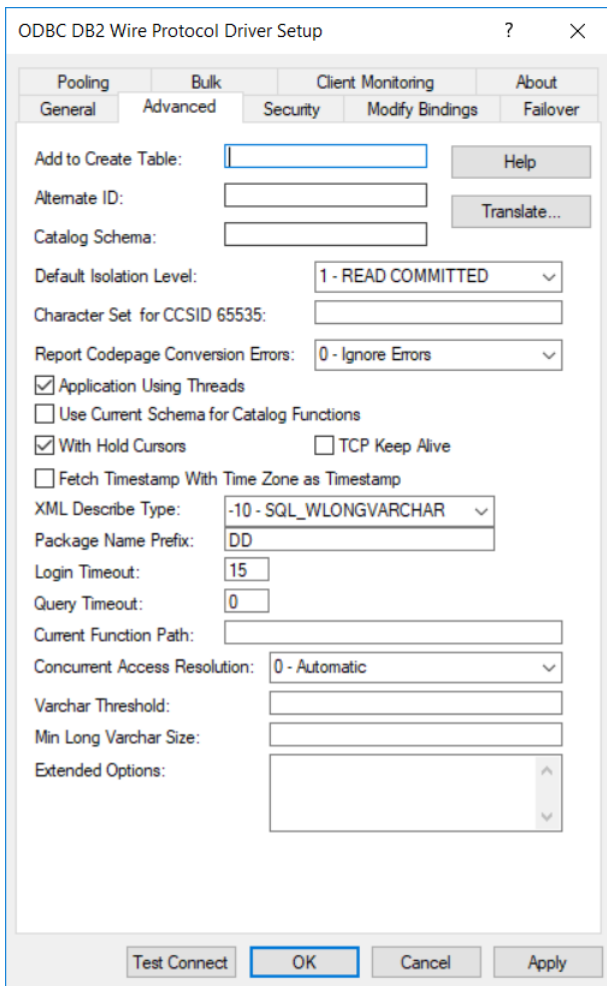 ODBC DB2 Wire Protocol Driver Setup ?
Pooling Bulk Client Monitoring About
General Advanced Security Modify Bindings Failover
Add to Create Table: Help
Alternate ID: Translate...
Catalog Schema:
Default Isolation Level: 1 - READ COMMITTED
Character Set for CCSID 65535:
Report Codepage Conversion Errors: 0 - Ignore Errors
Application Using Threads
Use Current Schema for Catalog Functions
With Hold Cursors TCP Keep Alive
Fetch Timestamp With Time Zone as Timestamp
XML Describe Type: -10 - SQL_WLONGVARCHAR
Package Name Prefix: DD
Login Timeout: 15
Query Timeout: 0
Current Function Path:
Concurrent Access Resolution: 0 - Automatic
Varchar Threshold:
Min Long Varchar Size:
Extended Options:
Test Connect OK Cancel Apply